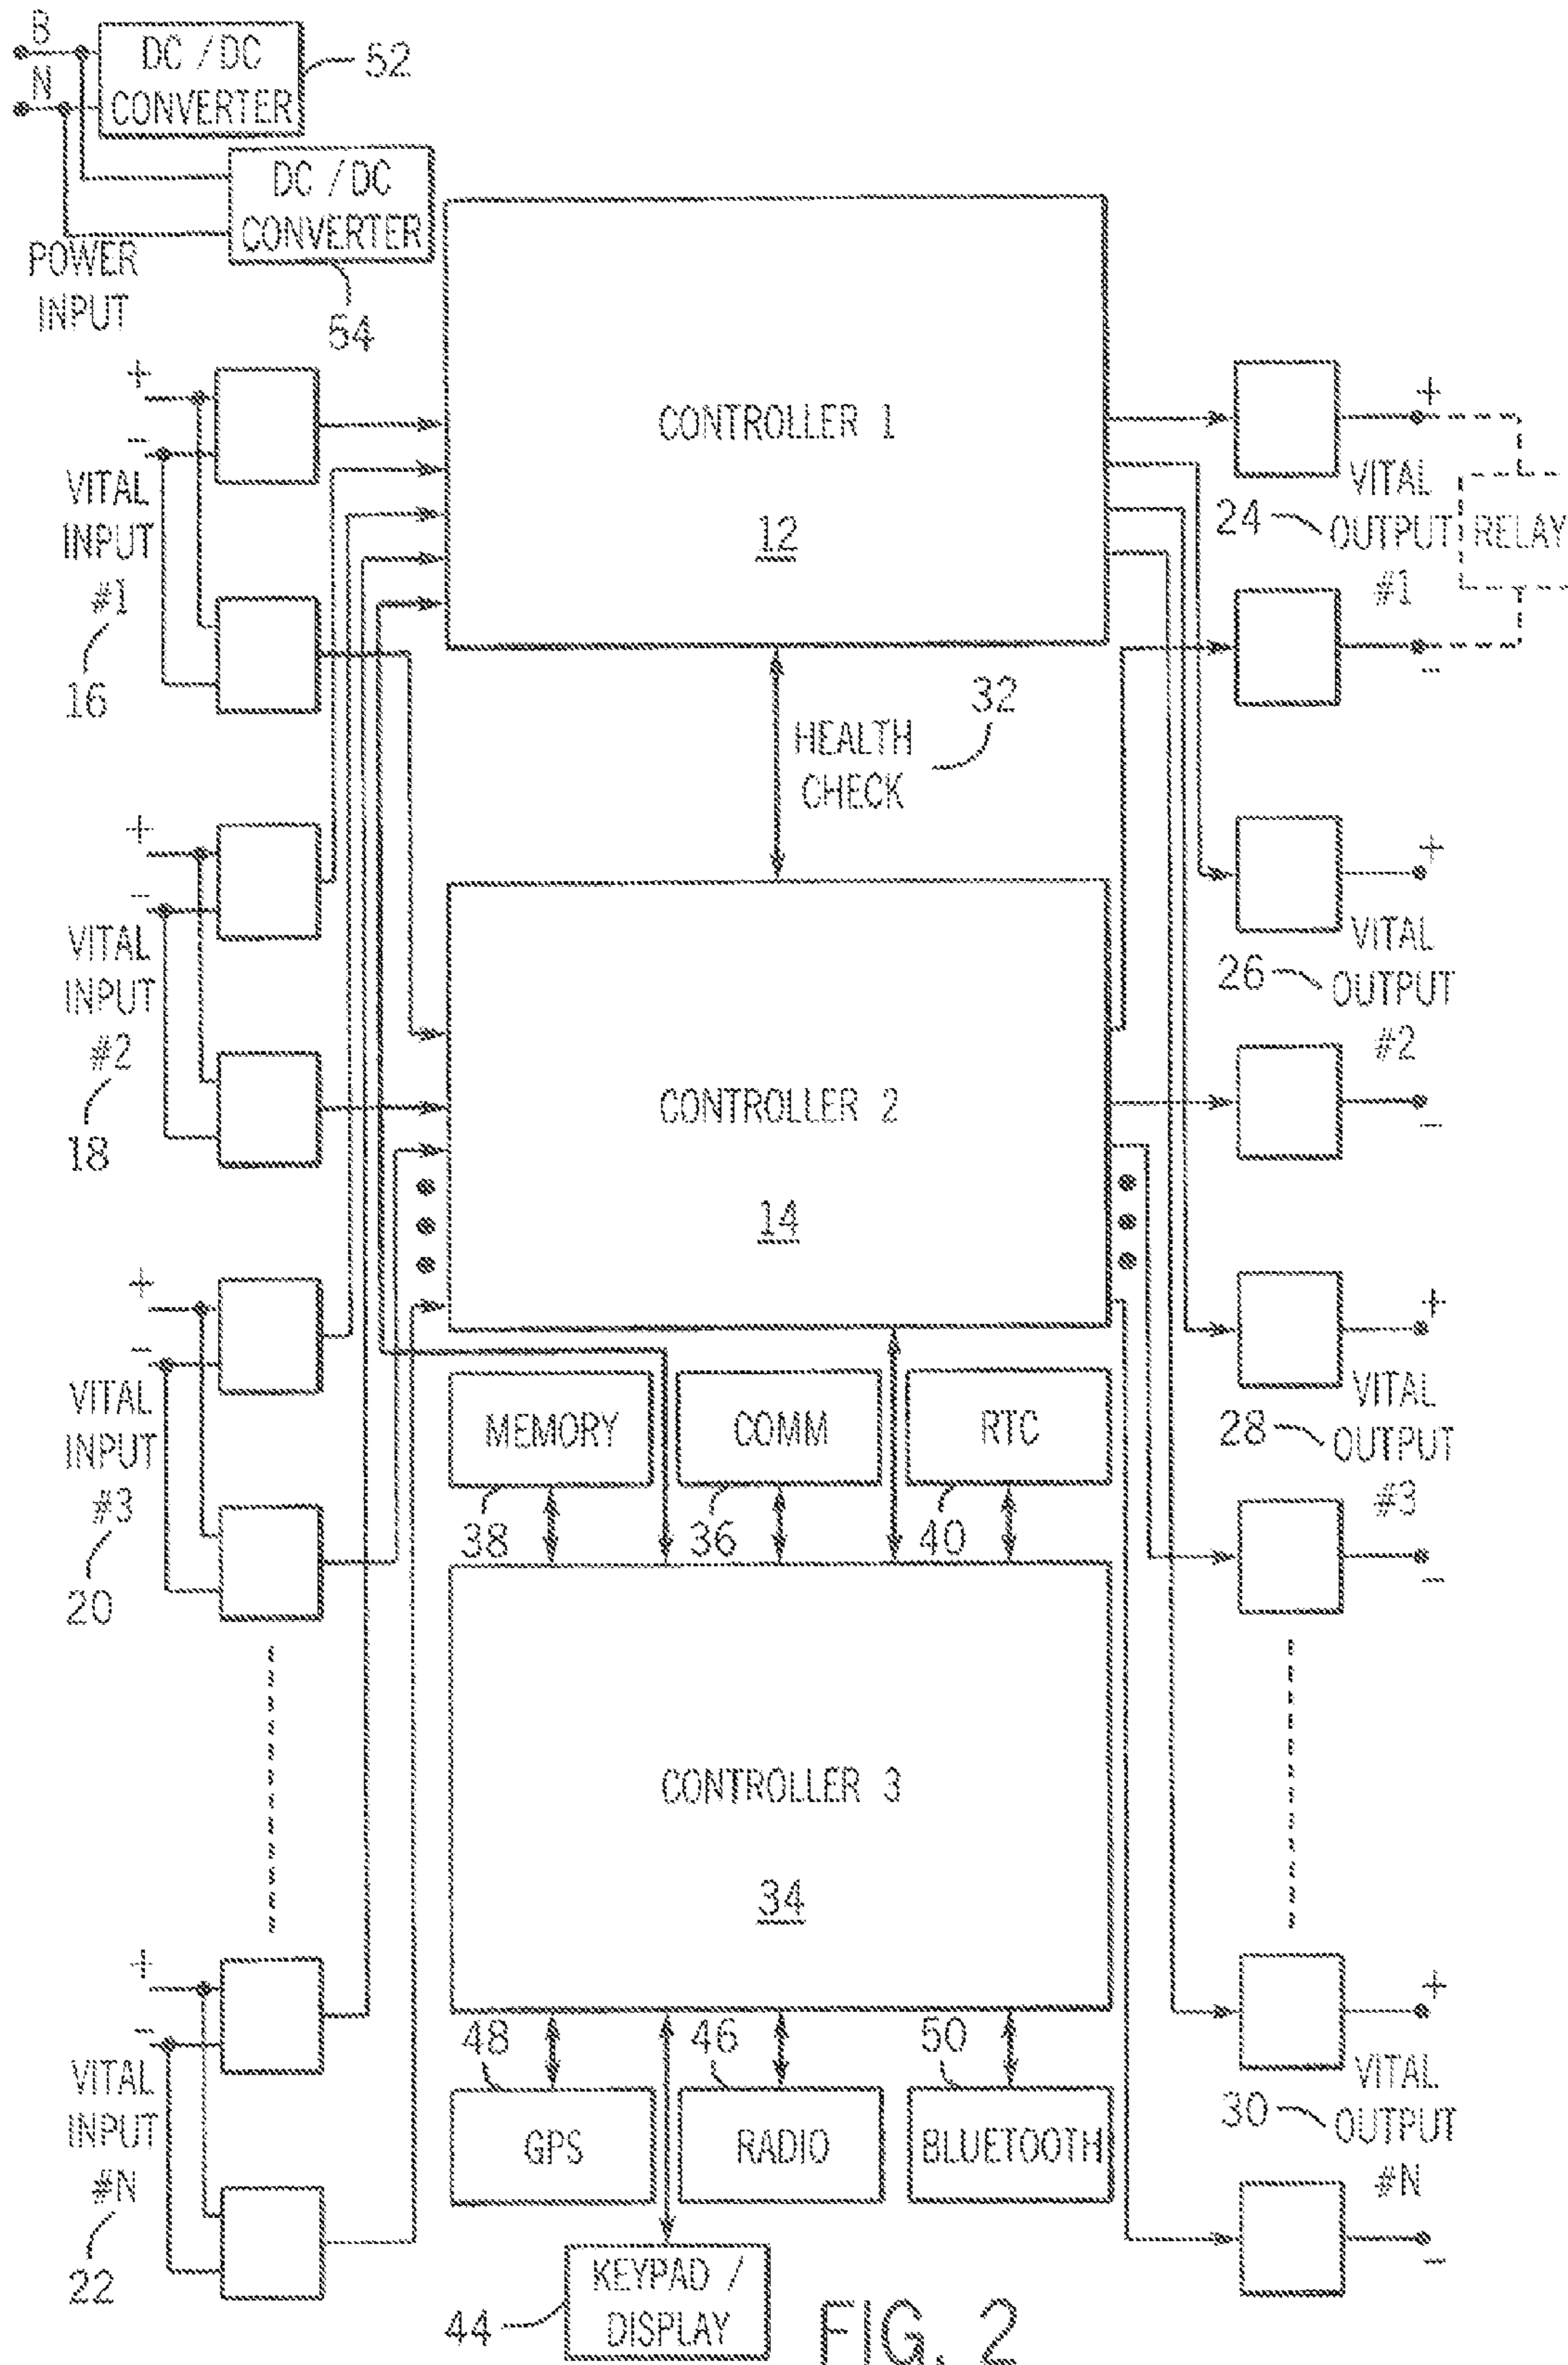 B
N
DC / DC
CONVERTER
52
DC / DC
CONVERTER
54
POWER
INPUT
+
-
VITAL
INPUT
#1
16
CONTROLLER 1
12
+
24
VITAL
OUTPUT
#1
RELAY
-
HEALTH
CHECK
32
+
-
VITAL
INPUT
#2
18
CONTROLLER 2
14
+
26
VITAL
OUTPUT
#2
-
+
-
VITAL
INPUT
#3
20
MEMORY
38
COMM
36
RTC
40
+
28
VITAL
OUTPUT
#3
-
CONTROLLER 3
34
+
-
VITAL
INPUT
#N
22
48
GPS
46
RADIO
50
BLUETOOTH
+
30
VITAL
OUTPUT
#N
-
44
KEYPAD /
DISPLAY
FIG. 2